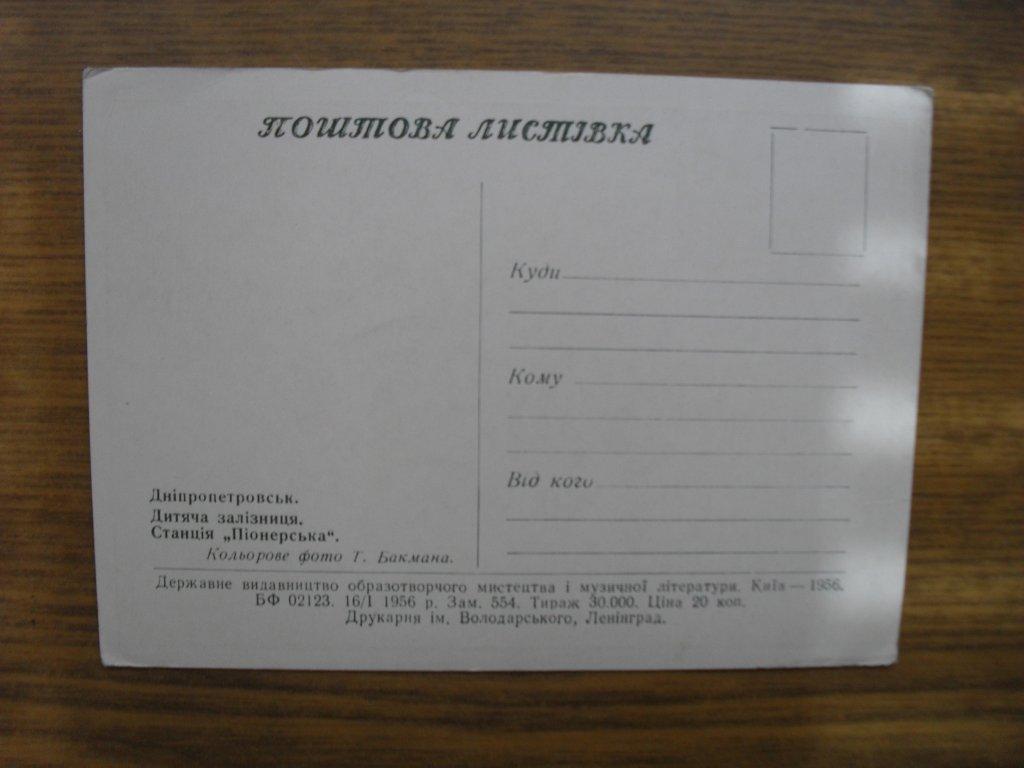 ПОШТОВА ЛИСТІВКА
Куди
Кому
Від кого
Дніпропетровськ.
Дитяча залізниця.
Станція „Піонерська“.
Кольорове фото Т. Бакмана.
Державне видавництво образотворчого мистецтва і музичної літератури. Київ — 1956.
БФ 02123. 16/I 1956 р. Зам. 554. Тираж 30.000. Ціна 20 коп.
Друкарня ім. Володарського, Ленінград.